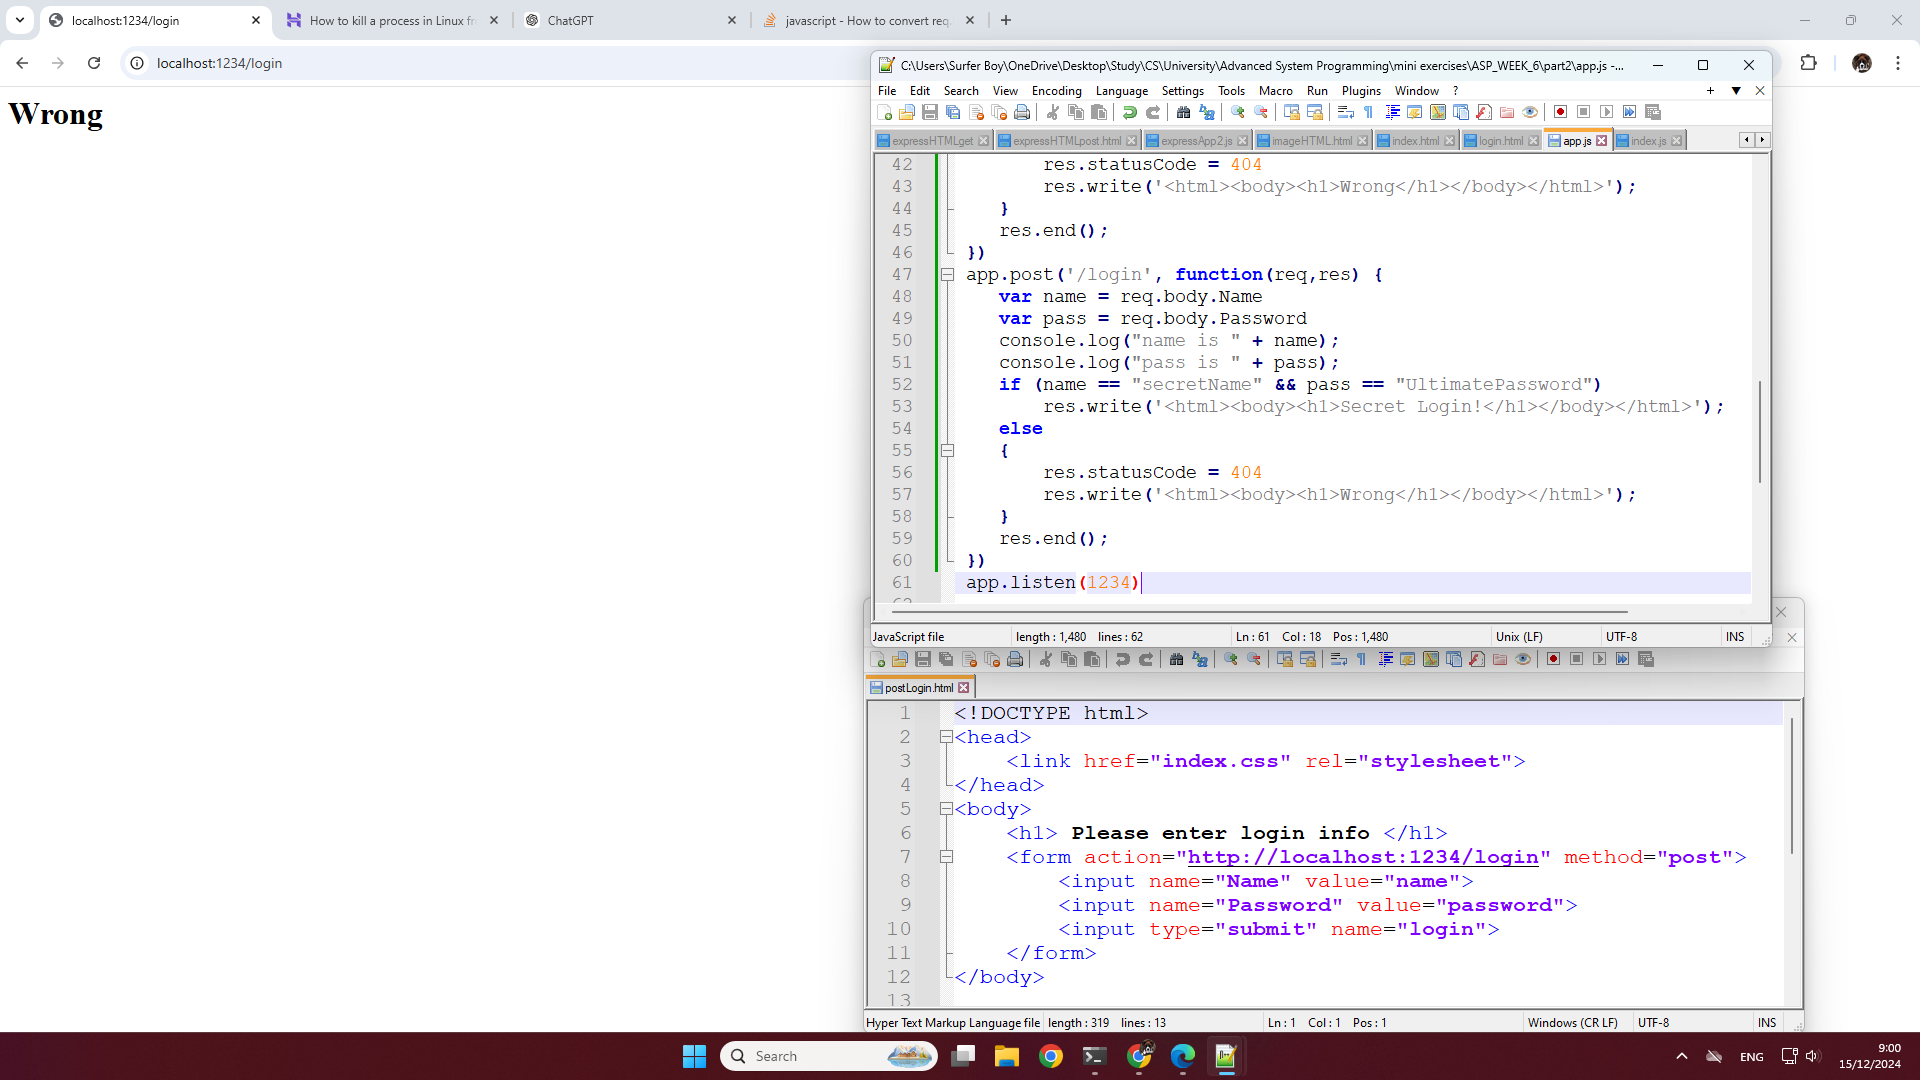 localhost:1234/login
How to kill a process in Linux fr
ChatGPT
javascript - How to convert req
localhost:1234/login
Wrong
C:\Users\Surfer Boy\OneDrive\Desktop\Study\CS\University\Advanced System Programming\mini exercises\ASP_WEEK_6\part2\app.js -...
File Edit Search View Encoding Language Settings Tools Macro Run Plugins Window ?
expressHTMLget expressHTMLpost.html expressApp2.js imageHTML.html index.html login.html app.js index.js
42 res.statusCode = 404
43 res.write('<html><body><h1>Wrong</h1></body></html>');
44 }
45 res.end();
46 })
47 app.post('/login', function(req,res) {
48 var name = req.body.Name
49 var pass = req.body.Password
50 console.log("name is " + name);
51 console.log("pass is " + pass);
52 if (name == "secretName" && pass == "UltimatePassword")
53 res.write('<html><body><h1>Secret Login!</h1></body></html>');
54 else
55 {
56 res.statusCode = 404
57 res.write('<html><body><h1>Wrong</h1></body></html>');
58 }
59 res.end();
60 })
61 app.listen(1234)
62
JavaScript file length : 1,480 lines : 62 Ln : 61 Col : 18 Pos : 1,480 Unix (LF) UTF-8 INS
postLogin.html
1 <!DOCTYPE html>
2 <head>
3 <link href="index.css" rel="stylesheet">
4 </head>
5 <body>
6 <h1> Please enter login info </h1>
7 <form action="http://localhost:1234/login" method="post">
8 <input name="Name" value="name">
9 <input name="Password" value="password">
10 <input type="submit" name="login">
11 </form>
12 </body>
13
Hyper Text Markup Language file length : 319 lines : 13 Ln : 1 Col : 1 Pos : 1 Windows (CR LF) UTF-8 INS
Search
ENG
9:00
15/12/2024